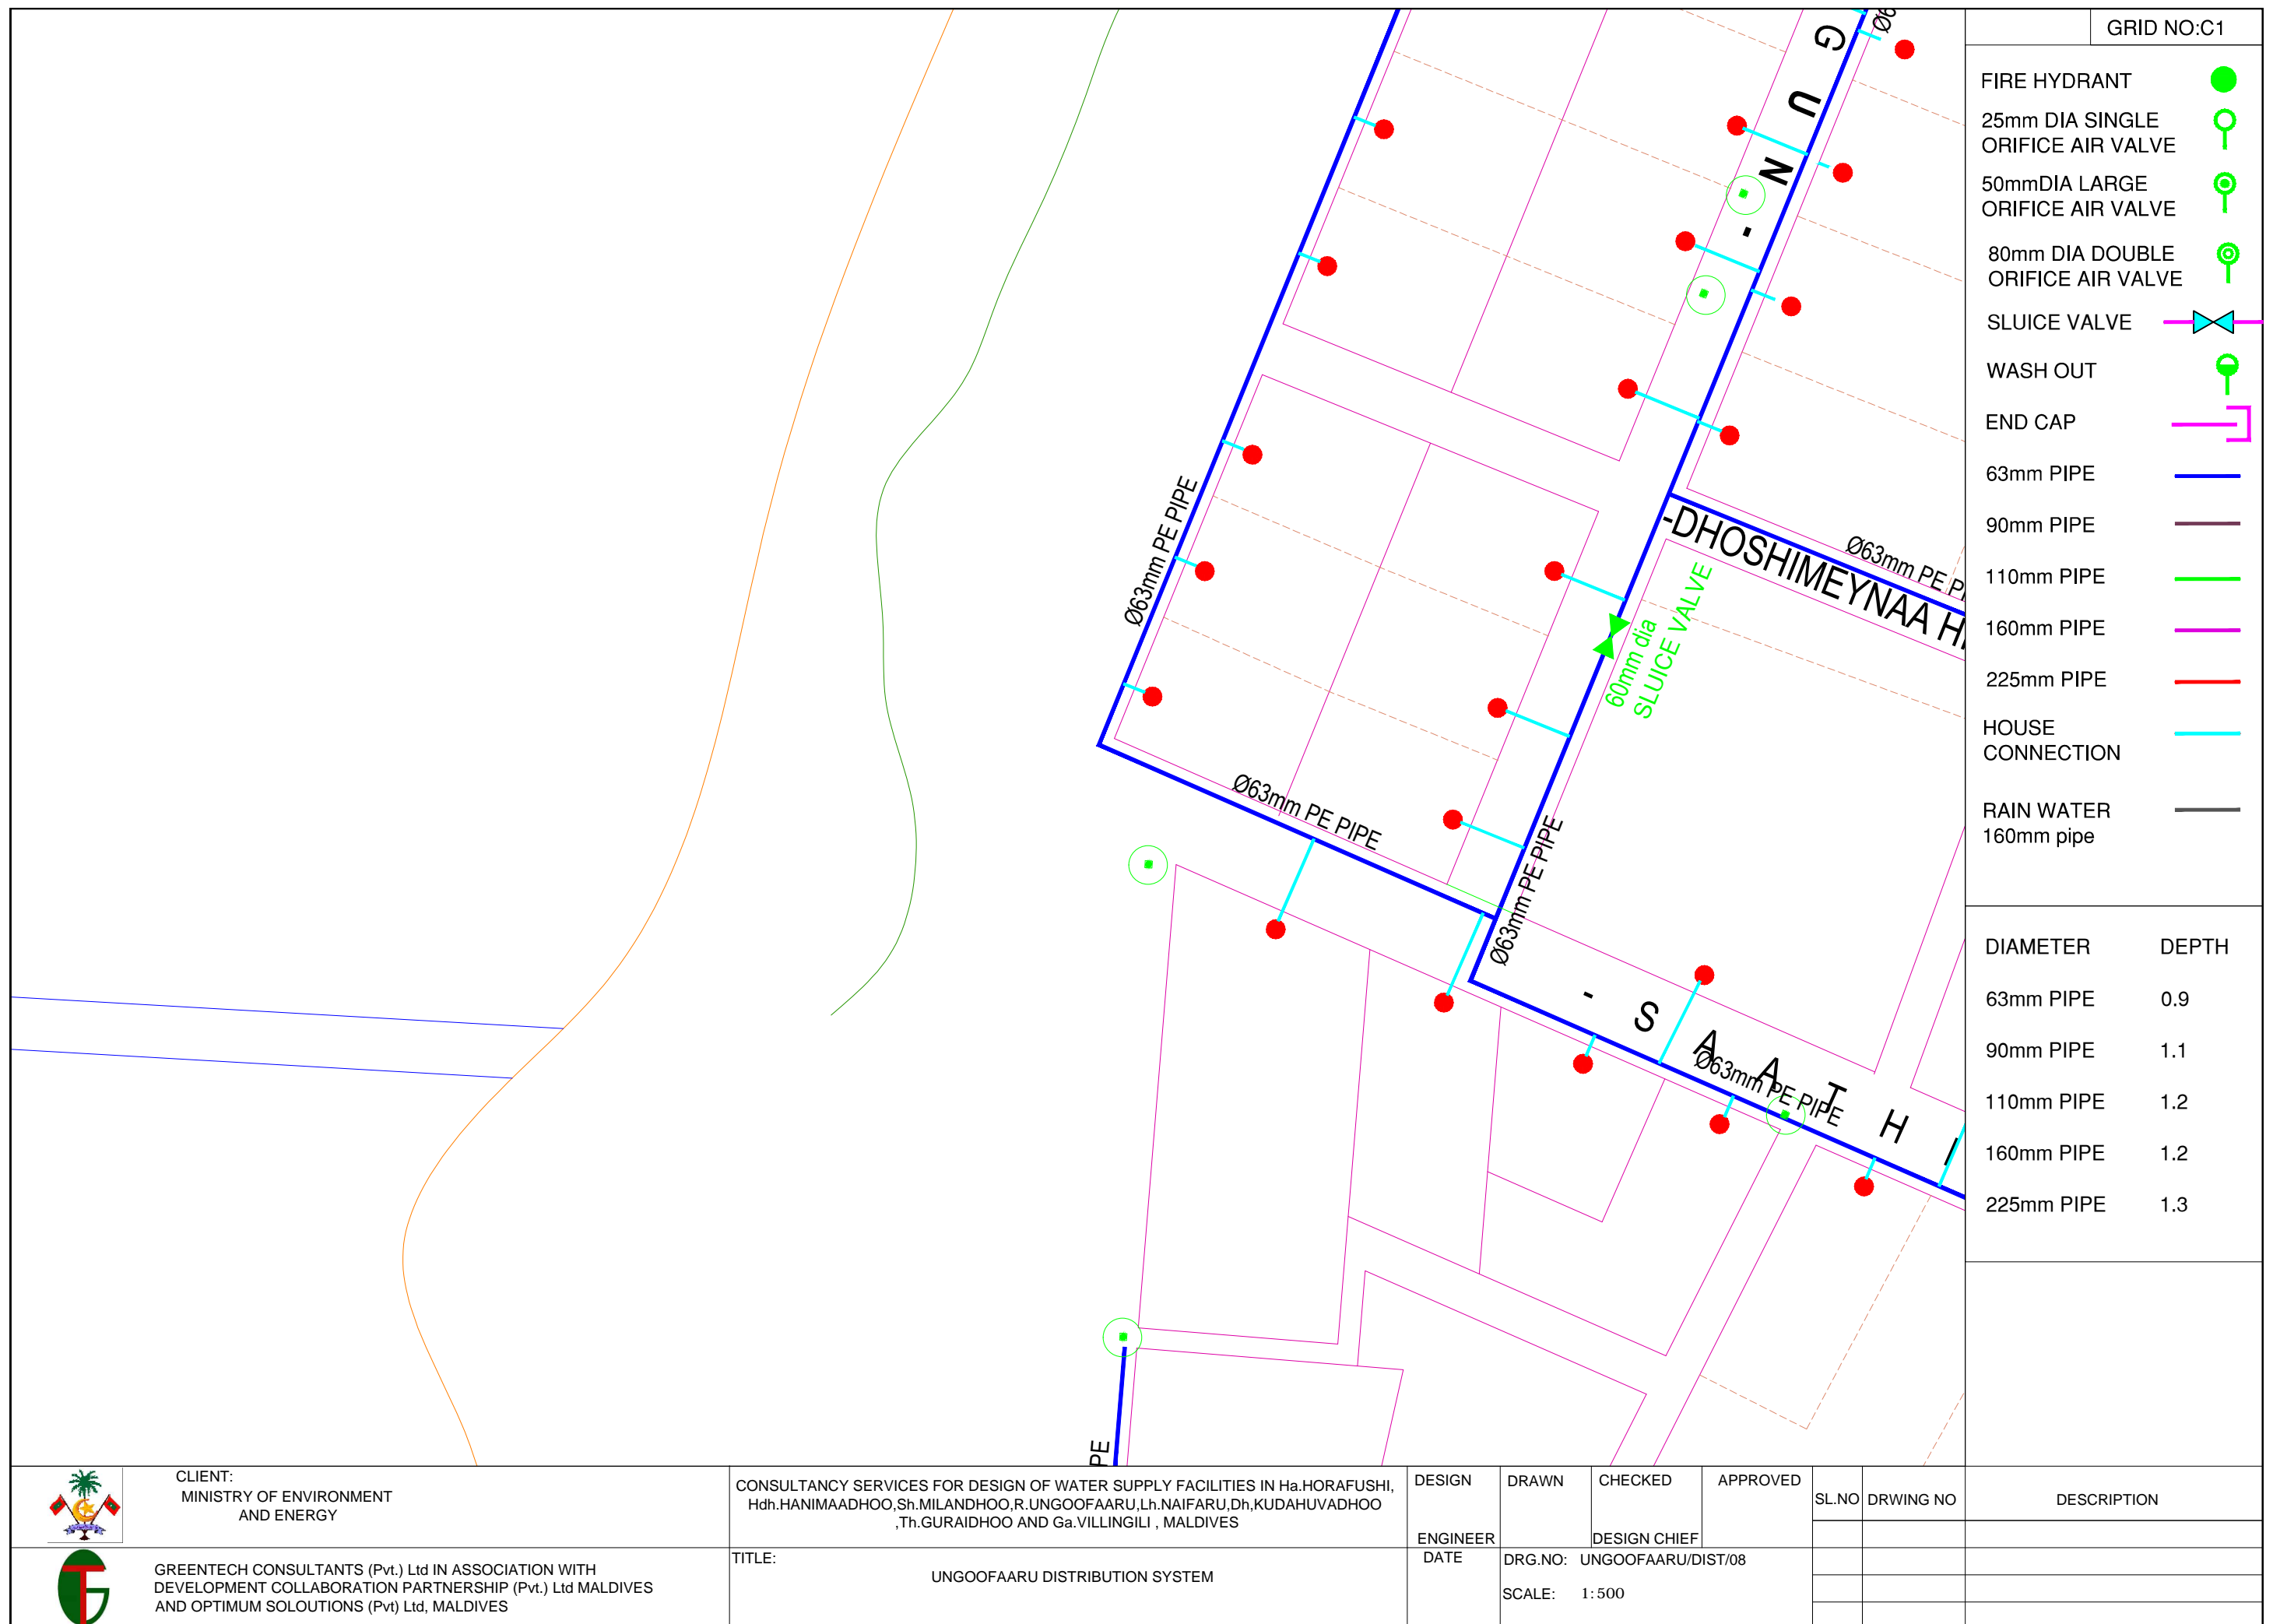 GRID NO:C1
FIRE HYDRANT
25mm DIA SINGLE
ORIFICE AIR VALVE
50mmDIA LARGE
ORIFICE AIR VALVE
80mm DIA DOUBLE
ORIFICE AIR VALVE
SLUICE VALVE
WASH OUT
END CAP
63mm PIPE
90mm PIPE
110mm PIPE
160mm PIPE
225mm PIPE
HOUSE
CONNECTION
RAIN WATER
160mm pipe
DIAMETER DEPTH
63mm PIPE 0.9
90mm PIPE 1.1
110mm PIPE 1.2
160mm PIPE 1.2
225mm PIPE 1.3
Ø6
G U N -
-DHOSHIMEYNAA H
Ø63mm PE P
Ø63mm PE PIPE
60mm dia
SLUICE VALVE
Ø63mm PE PIPE
Ø63mm PE PIPE
- S A A T H I
Ø63mm PE PIPE
PE
CLIENT:
MINISTRY OF ENVIRONMENT
AND ENERGY
GREENTECH CONSULTANTS (Pvt.) Ltd IN ASSOCIATION WITH
DEVELOPMENT COLLABORATION PARTNERSHIP (Pvt.) Ltd MALDIVES
AND OPTIMUM SOLOUTIONS (Pvt) Ltd, MALDIVES
CONSULTANCY SERVICES FOR DESIGN OF WATER SUPPLY FACILITIES IN Ha.HORAFUSHI,
Hdh.HANIMAADHOO,Sh.MILANDHOO,R.UNGOOFAARU,Lh.NAIFARU,Dh,KUDAHUVADHOO
,Th.GURAIDHOO AND Ga.VILLINGILI , MALDIVES
TITLE:
UNGOOFAARU DISTRIBUTION SYSTEM
DESIGN DRAWN CHECKED APPROVED
ENGINEER DESIGN CHIEF
DATE
DRG.NO: UNGOOFAARU/DIST/08
SCALE: 1:500
SL.NO DRWING NO DESCRIPTION